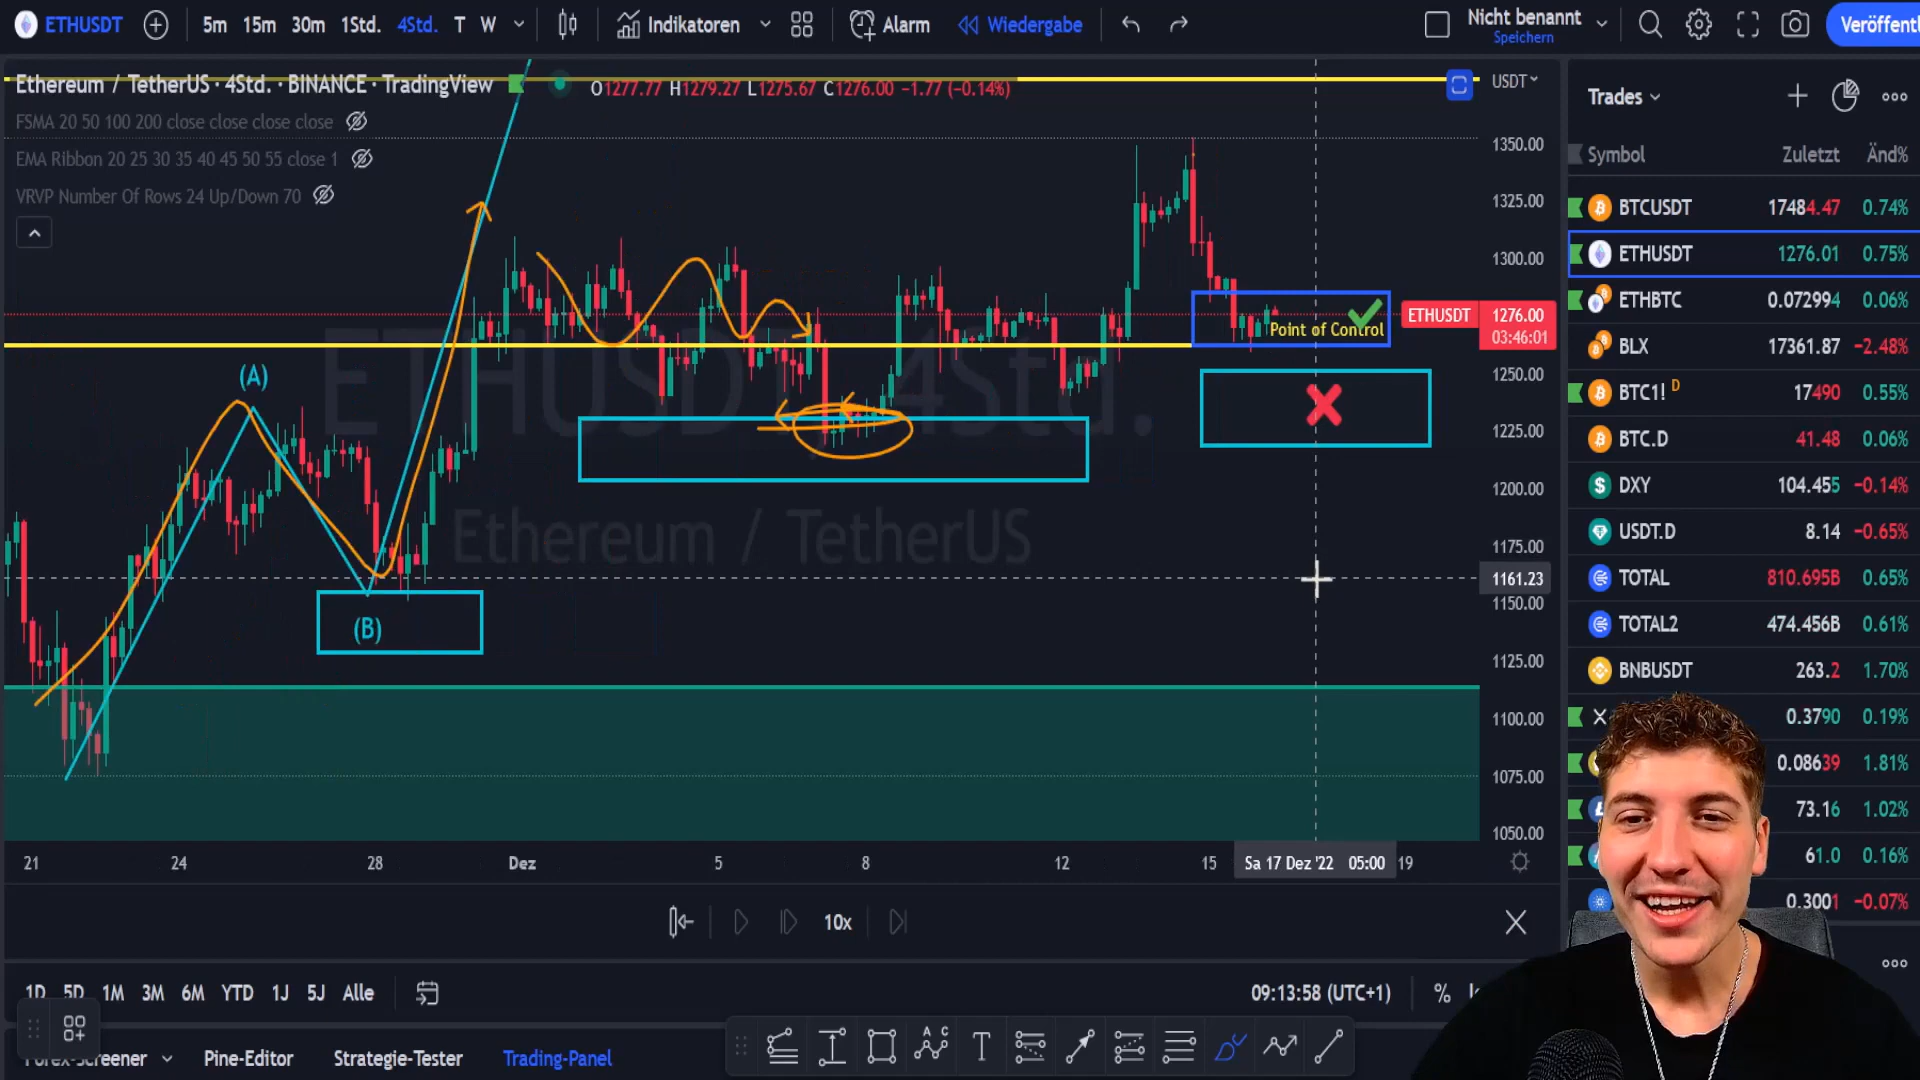 ETHUSDT 5m 15m 30m 1Std. 4Std. T W Indikatoren Alarm Wiedergabe Nicht benannt
Speichern
Ethereum / TetherUS · 4Std. · BINANCE · TradingView O1277.77 H1279.27 L1275.67 C1276.00 −1.77 (−0.14%)
FSMA 20 50 100 200 close close close close
EMA Ribbon 20 25 30 35 40 45 50 55 close 1
VRVP Number Of Rows 24 Up/Down 70
USDT
1350.00
1325.00
1300.00
ETHUSDT 1276.00
03:46:01
1250.00
1225.00
1200.00
1175.00
1161.23
1150.00
1125.00
1100.00
1075.00
1050.00
Point of Control
(A)
(B)
ETHUSDT, 4Std.
Ethereum / TetherUS
21 24 28 Dez 5 8 12 15 Sa 17 Dez '22 05:00 19
10x
1D 5D 1M 3M 6M YTD 1J 5J Alle 09:13:58 (UTC+1) %
Pine-Editor Strategie-Tester Trading-Panel
A C
T
Trades
Symbol Zuletzt Änd%
BTCUSDT 17484.47 0.74%
ETHUSDT 1276.01 0.75%
ETHBTC 0.072994 0.06%
BLX 17361.87 −2.48%
BTC1! D 17490 0.55%
BTC.D 41.48 0.06%
DXY 104.455 −0.14%
USDT.D 8.14 −0.65%
TOTAL 810.695B 0.65%
TOTAL2 474.456B 0.61%
BNBUSDT 263.2 1.70%
0.3790 0.19%
0.08639 1.81%
73.16 1.02%
61.0 0.16%
0.3001 −0.07%